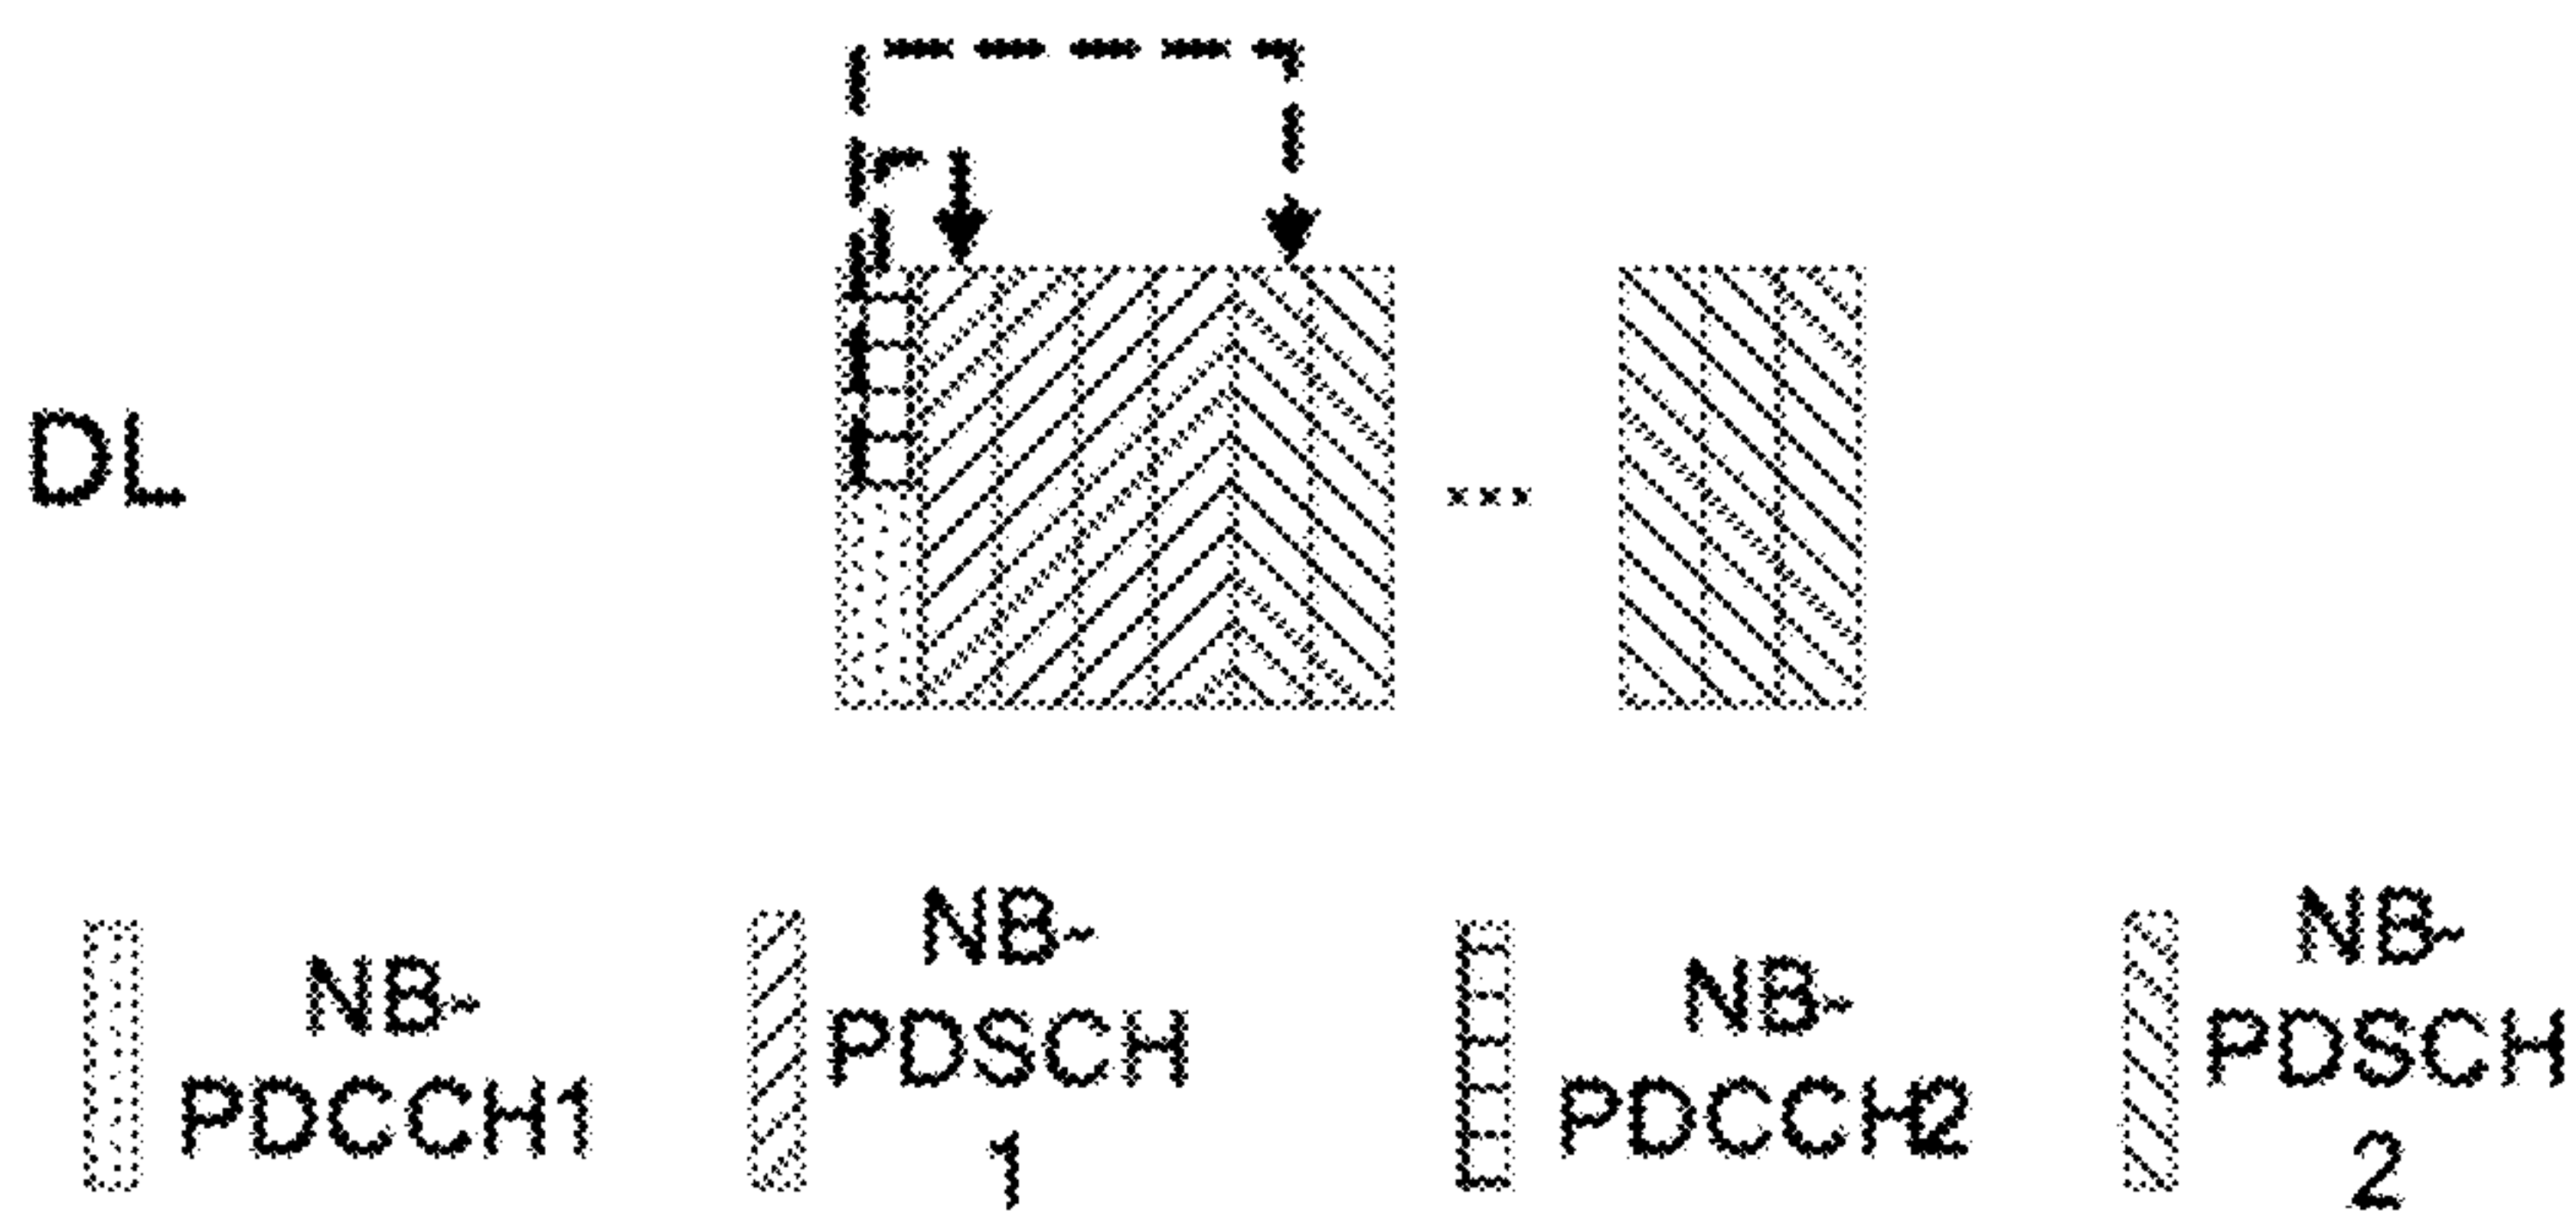 DL
...
NB-
PDCCH1
NB-
PDSCH
1
NB-
PDCCH2
NB-
PDSCH
2